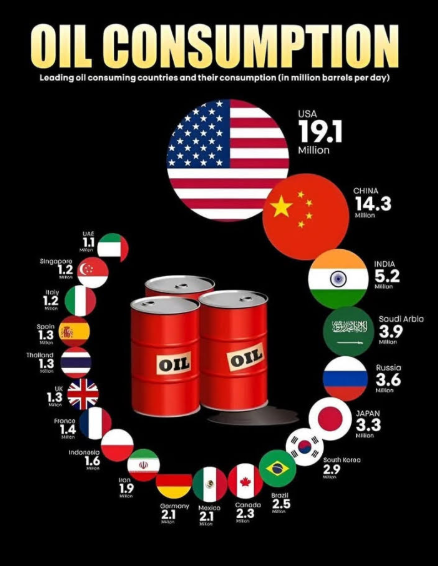 OIL CONSUMPTION
Leading oil consuming countries and their consumption (in million barrels per day)
USA
19.1
Million
CHINA
14.3
Million
INDIA
5.2
Million
Saudi Arbia
3.9
Million
Russia
3.6
Million
JAPAN
3.3
Million
South Korea
2.9
Million
Brazil
2.5
Million
Canada
2.3
Million
Mexico
2.1
Million
Germany
2.1
Million
Iran
1.9
Million
Indonesia
1.6
Million
France
1.4
Million
UK
1.3
Million
Thailand
1.3
Million
Spain
1.3
Million
Italy
1.2
Million
Singapore
1.2
Million
UAE
1.1
Million
OIL
OIL